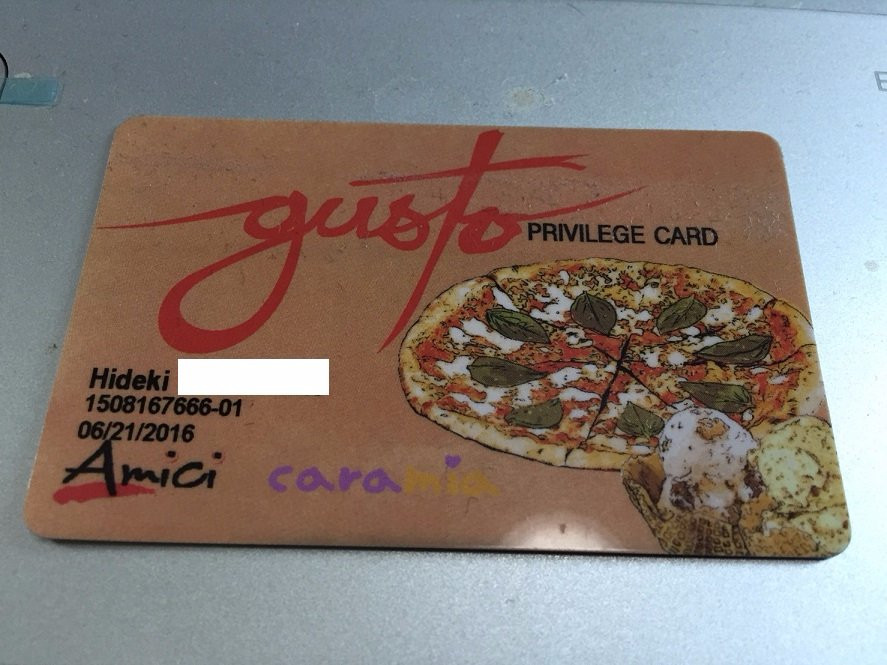 gusto
PRIVILEGE CARD
Hideki
1508167666-01
06/21/2016
Amici
caramia
E